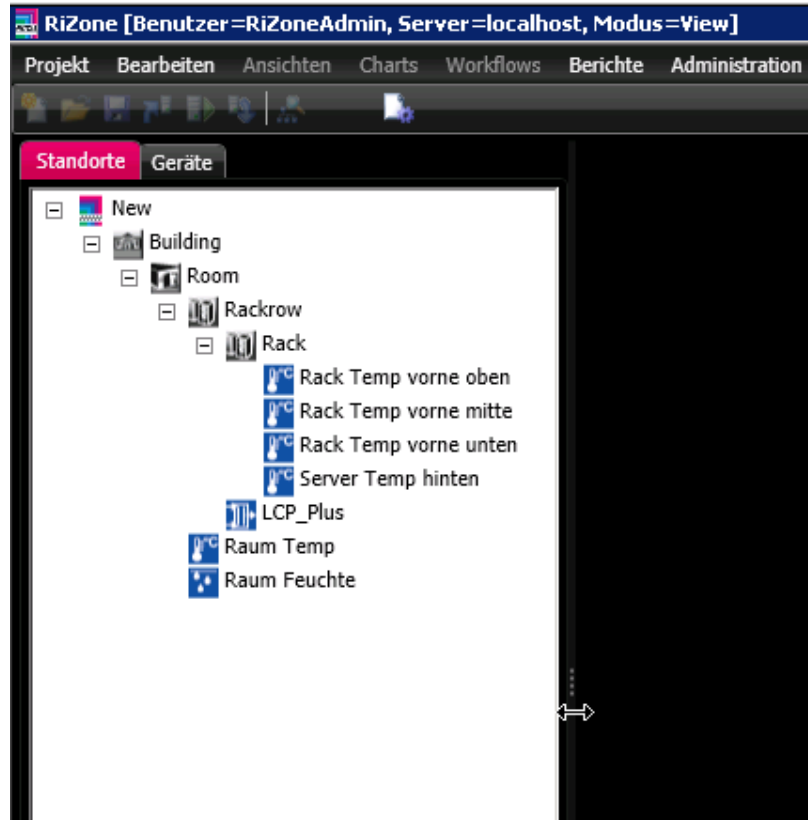 RiZone [Benutzer=RiZoneAdmin, Server=localhost, Modus=View]
Projekt Bearbeiten Ansichten Charts Workflows Berichte Administration
Standorte Geräte
New
Building
Room
Rackrow
Rack
°C Rack Temp vorne oben
°C Rack Temp vorne mitte
°C Rack Temp vorne unten
°C Server Temp hinten
LCP_Plus
°C Raum Temp
Raum Feuchte